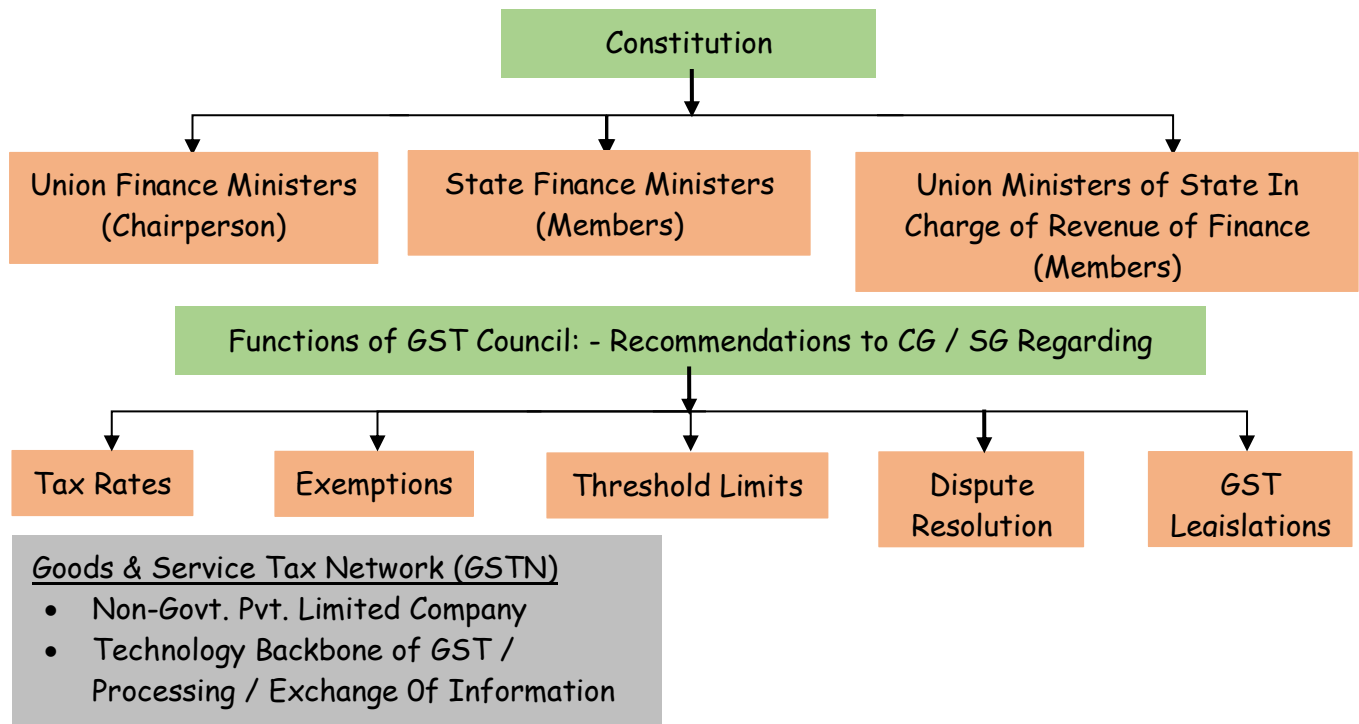 Constitution
Union Finance Ministers
(Chairperson)
State Finance Ministers
(Members)
Union Ministers of State In
Charge of Revenue of Finance
(Members)
Functions of GST Council: - Recommendations to CG / SG Regarding
Tax Rates
Exemptions
Threshold Limits
Dispute
Resolution
GST
Legislations
Goods & Service Tax Network (GSTN)
• Non-Govt. Pvt. Limited Company
• Technology Backbone of GST /
Processing / Exchange Of Information